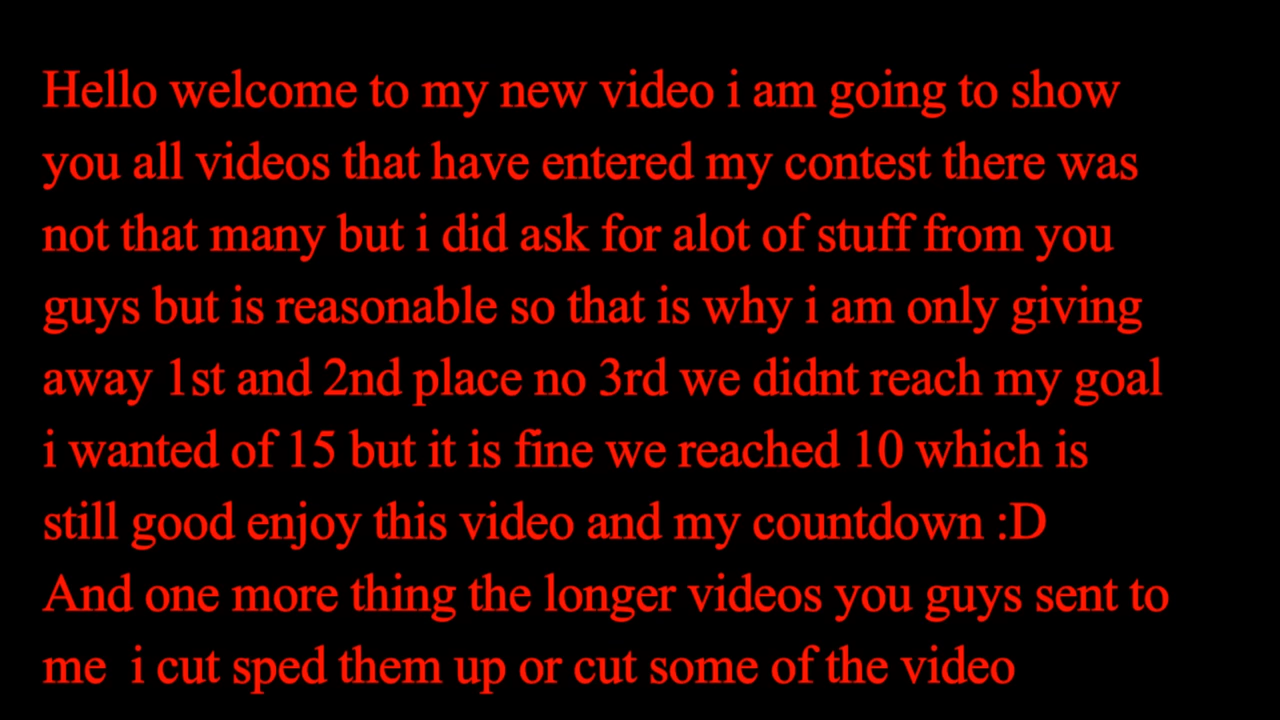 Hello welcome to my new video i am going to show
you all videos that have entered my contest there was
not that many but i did ask for alot of stuff from you
guys but is reasonable so that is why i am only giving
away 1st and 2nd place no 3rd we didnt reach my goal
i wanted of 15 but it is fine we reached 10 which is
still good enjoy this video and my countdown :D
And one more thing the longer videos you guys sent to
me  i cut sped them up or cut some of the video